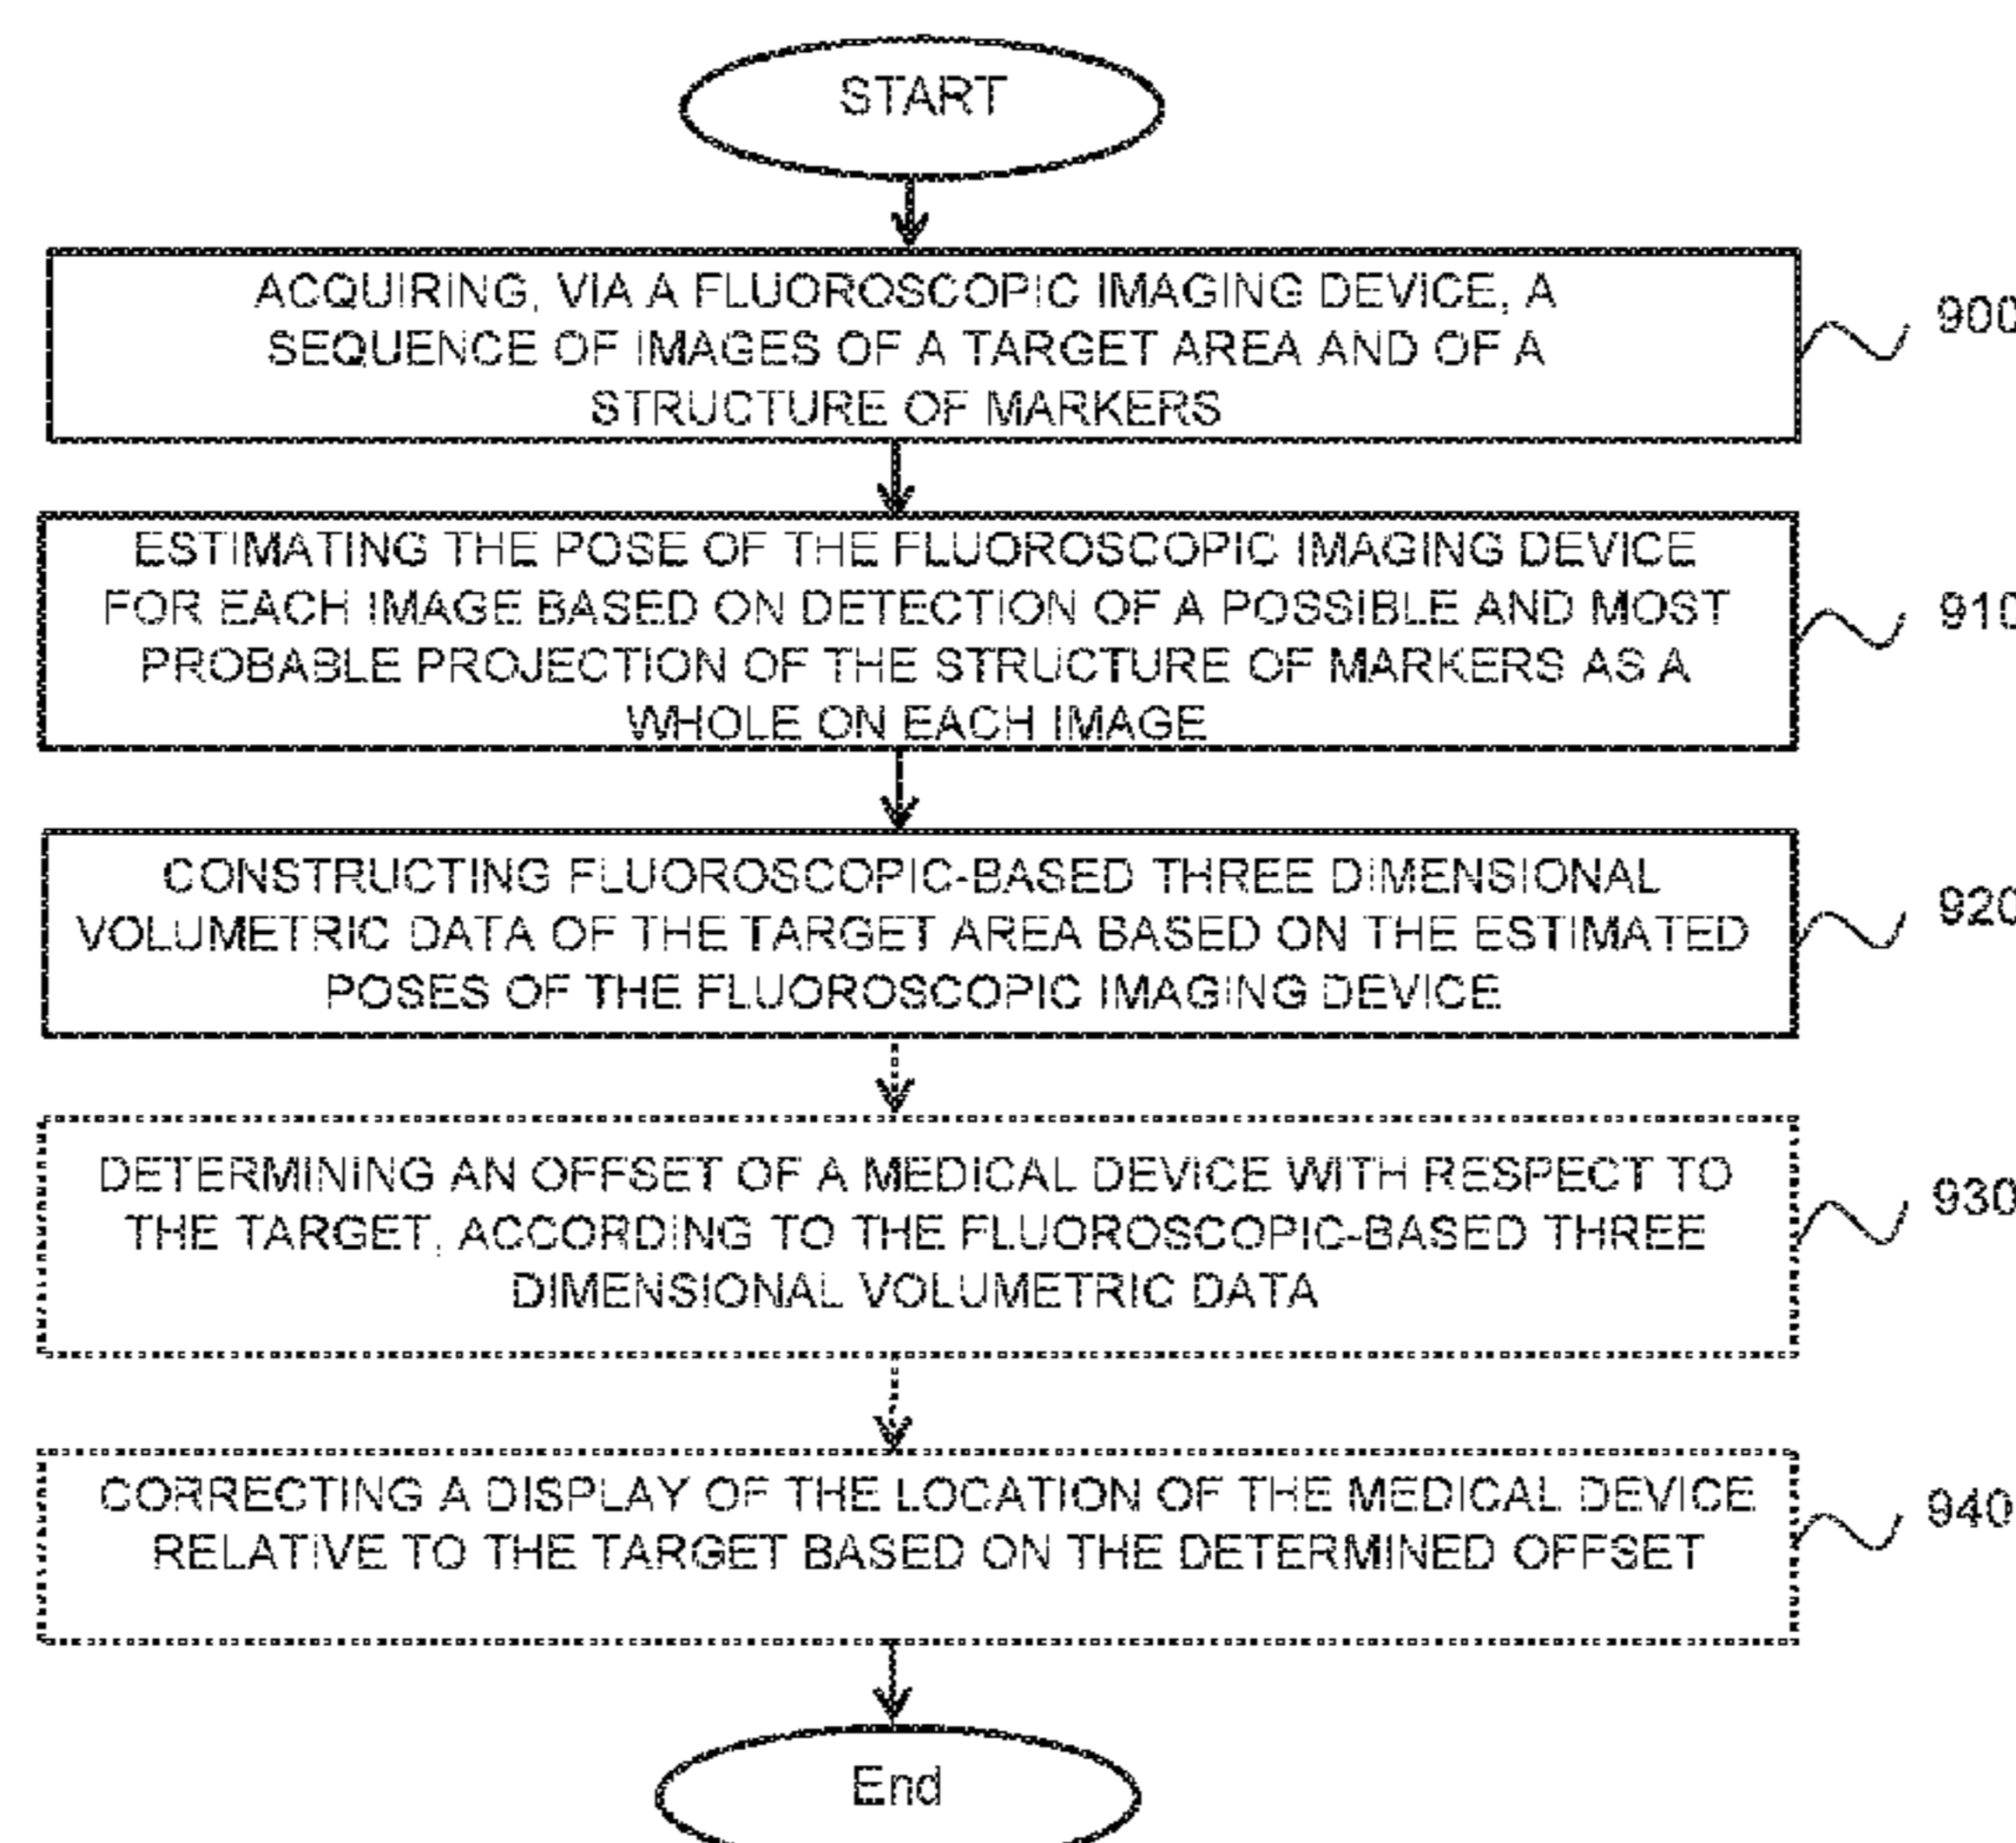 START
ACQUIRING, VIA A FLUOROSCOPIC IMAGING DEVICE, A
SEQUENCE OF IMAGES OF A TARGET AREA AND OF A
STRUCTURE OF MARKERS
900
ESTIMATING THE POSE OF THE FLUOROSCOPIC IMAGING DEVICE
FOR EACH IMAGE BASED ON DETECTION OF A POSSIBLE AND MOST
PROBABLE PROJECTION OF THE STRUCTURE OF MARKERS AS A
WHOLE ON EACH IMAGE
910
CONSTRUCTING FLUOROSCOPIC-BASED THREE DIMENSIONAL
VOLUMETRIC DATA OF THE TARGET AREA BASED ON THE ESTIMATED
POSES OF THE FLUOROSCOPIC IMAGING DEVICE
920
DETERMINING AN OFFSET OF A MEDICAL DEVICE WITH RESPECT TO
THE TARGET, ACCORDING TO THE FLUOROSCOPIC-BASED THREE
DIMENSIONAL VOLUMETRIC DATA
930
CORRECTING A DISPLAY OF THE LOCATION OF THE MEDICAL DEVICE
RELATIVE TO THE TARGET BASED ON THE DETERMINED OFFSET
940
End